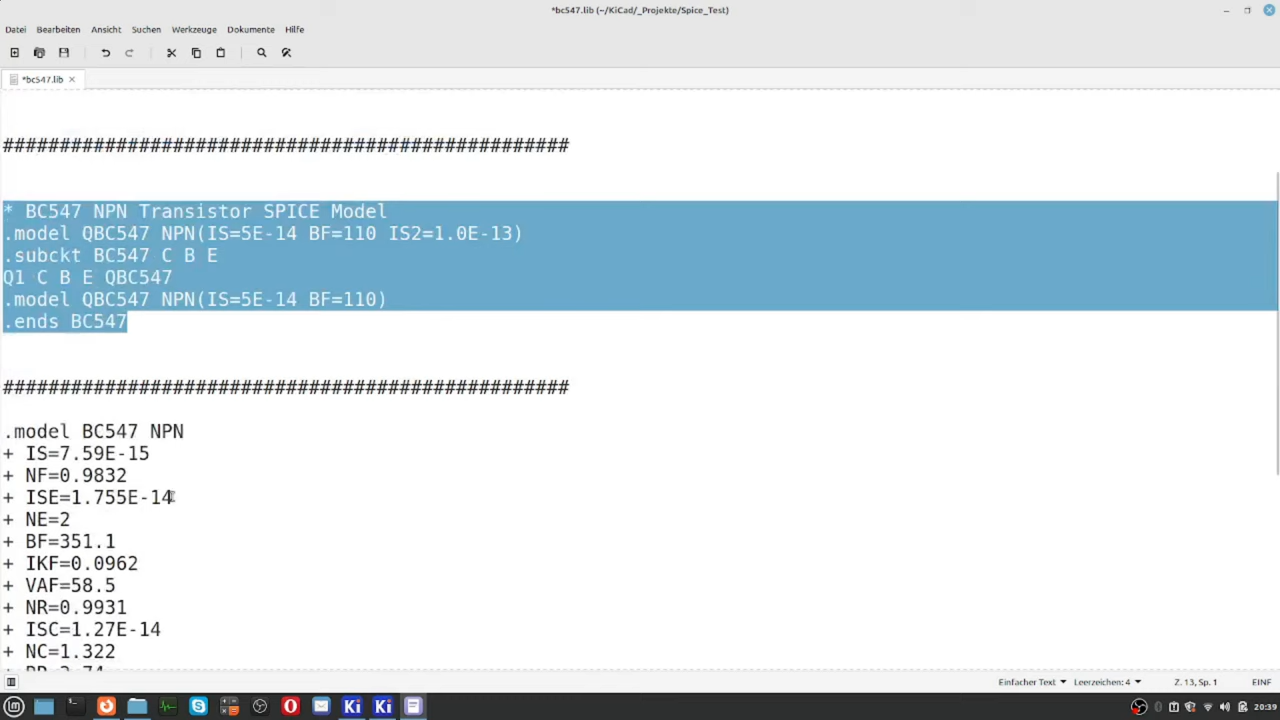 *bc547.lib (~/KiCad/_Projekte/Spice_Test)
Datei Bearbeiten Ansicht Suchen Werkzeuge Dokumente Hilfe
*bc547.lib
##################################################
* BC547 NPN Transistor SPICE Model
.model QBC547 NPN(IS=5E-14 BF=110 IS2=1.0E-13)
.subckt BC547 C B E
Q1 C B E QBC547
.model QBC547 NPN(IS=5E-14 BF=110)
.ends BC547
##################################################
.model BC547 NPN
+ IS=7.59E-15
+ NF=0.9832
+ ISE=1.755E-14
+ NE=2
+ BF=351.1
+ IKF=0.0962
+ VAF=58.5
+ NR=0.9931
+ ISC=1.27E-14
+ NC=1.322
Einfacher Text Leerzeichen: 4 Z. 13, Sp. 1 EINF
Ki Ki 20:39